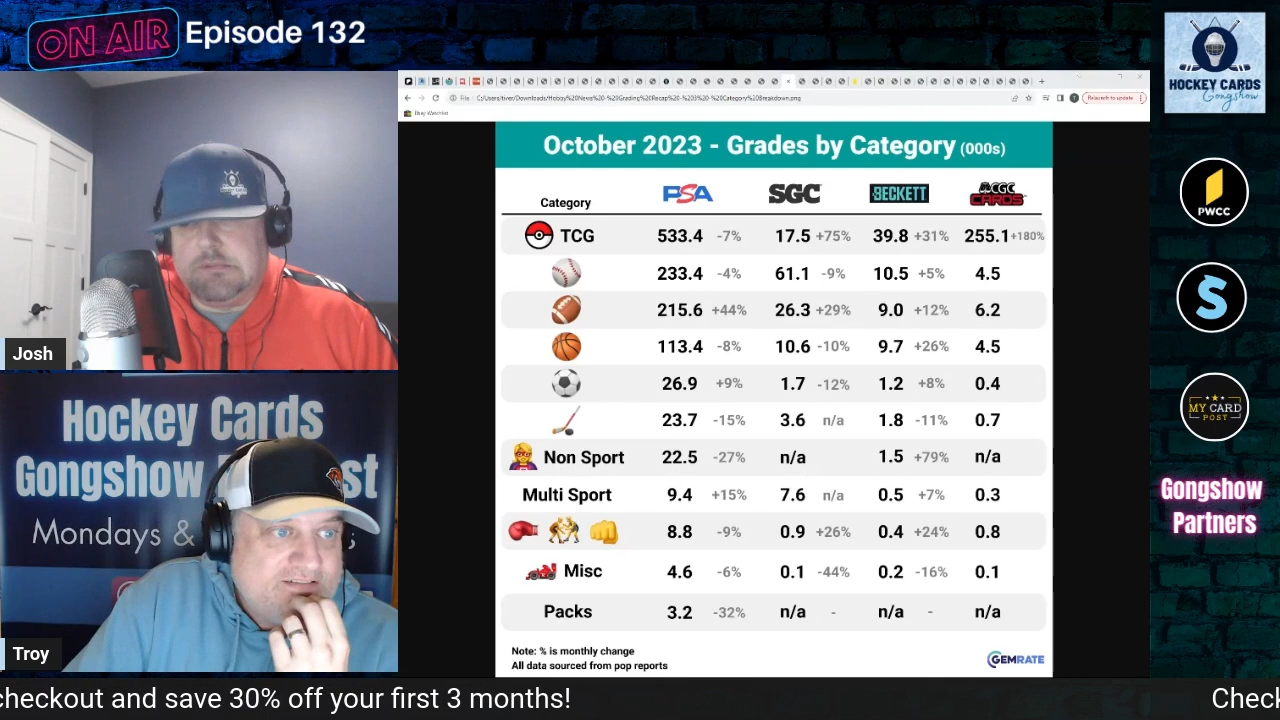 ON AIR
Episode 132
HOCKEY CARDS
Gongshow
Relaunch to update
File
Ebay Watchlist
October 2023 - Grades by Category (000s)
Category PSA SGC BECKETT CGC CARDS
TCG 533.4 -7% 17.5 +75% 39.8 +31% 255.1 +180%
233.4 -4% 61.1 -9% 10.5 +5% 4.5
215.6 +44% 26.3 +29% 9.0 +12% 6.2
113.4 -8% 10.6 -10% 9.7 +26% 4.5
26.9 +9% 1.7 -12% 1.2 +8% 0.4
23.7 -15% 3.6 n/a 1.8 -11% 0.7
Non Sport 22.5 -27% n/a 1.5 +79% n/a
Multi Sport 9.4 +15% 7.6 n/a 0.5 +7% 0.3
8.8 -9% 0.9 +26% 0.4 +24% 0.8
Misc 4.6 -6% 0.1 -44% 0.2 -16% 0.1
Packs 3.2 -32% n/a - n/a - n/a
Note: % is monthly change
All data sourced from pop reports
GEMRATE
Josh
Hockey Cards
Gongshow
Mondays &
Troy
PWCC
S
MY CARD
POST
Gongshow
Partners
checkout and save 30% off your first 3 months!
Check